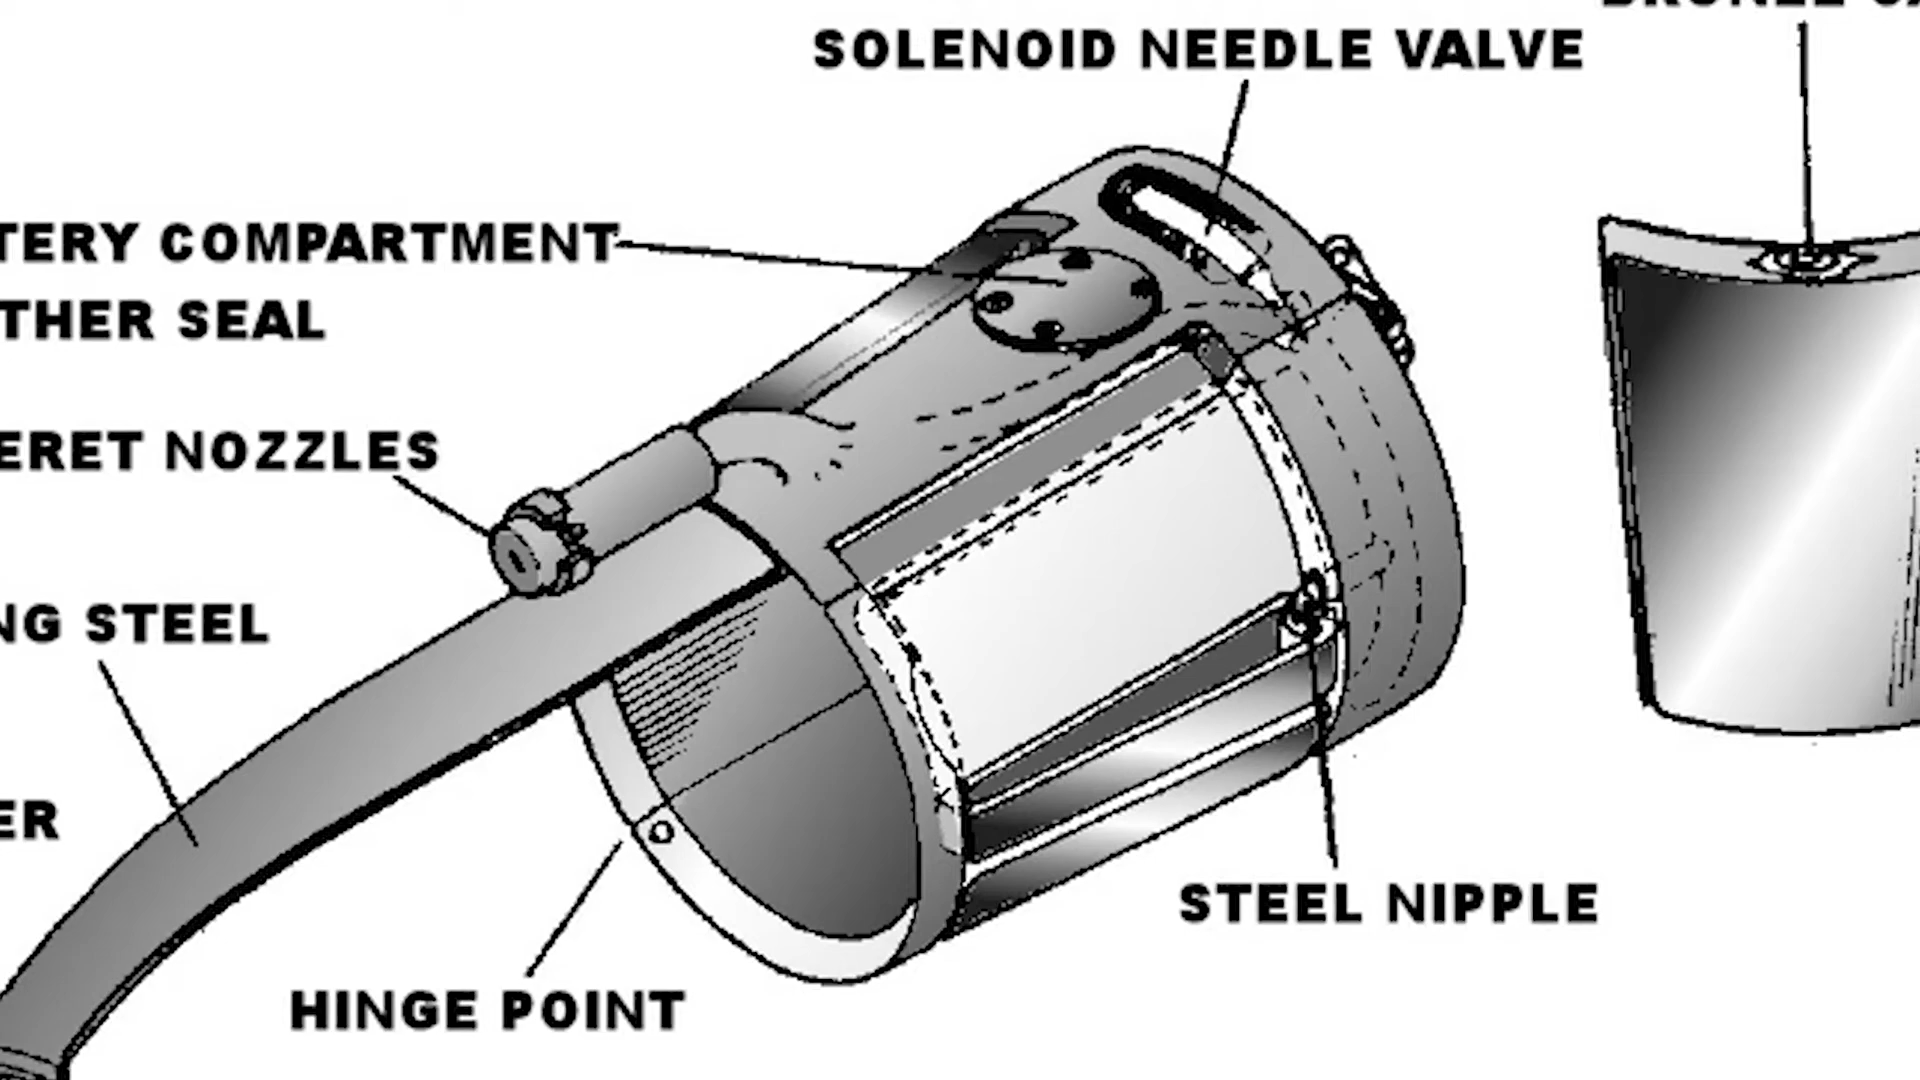 SOLENOID NEEDLE VALVE
TERY COMPARTMENT
THER SEAL
ERET NOZZLES
NG STEEL
ER
STEEL NIPPLE
HINGE POINT